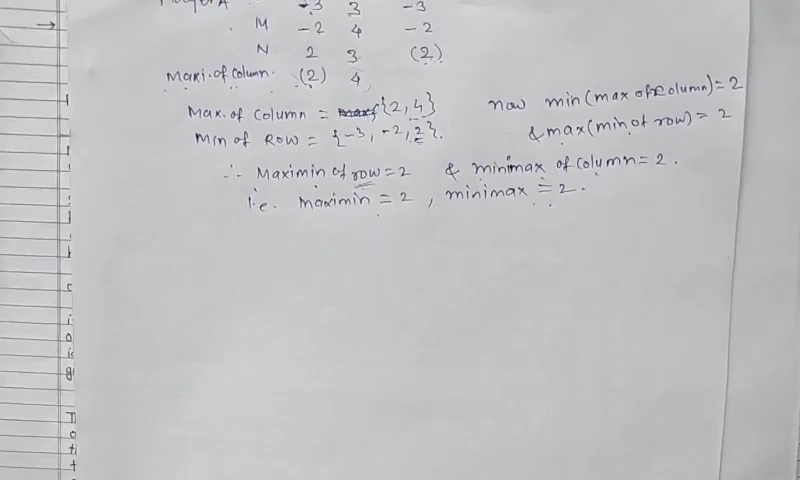 Player A -3 3 -3
M -2 4 -2
N 2 3 (2)
Maxi. of column. (2) 4
Max. of column = {2, 4} now min (max of column) = 2
Min of Row = {-3, -2, 2}. & max (min of row) = 2
∴ Maximin of row = 2 & minimax of column = 2.
I.e. maximin = 2 , minimax = 2.